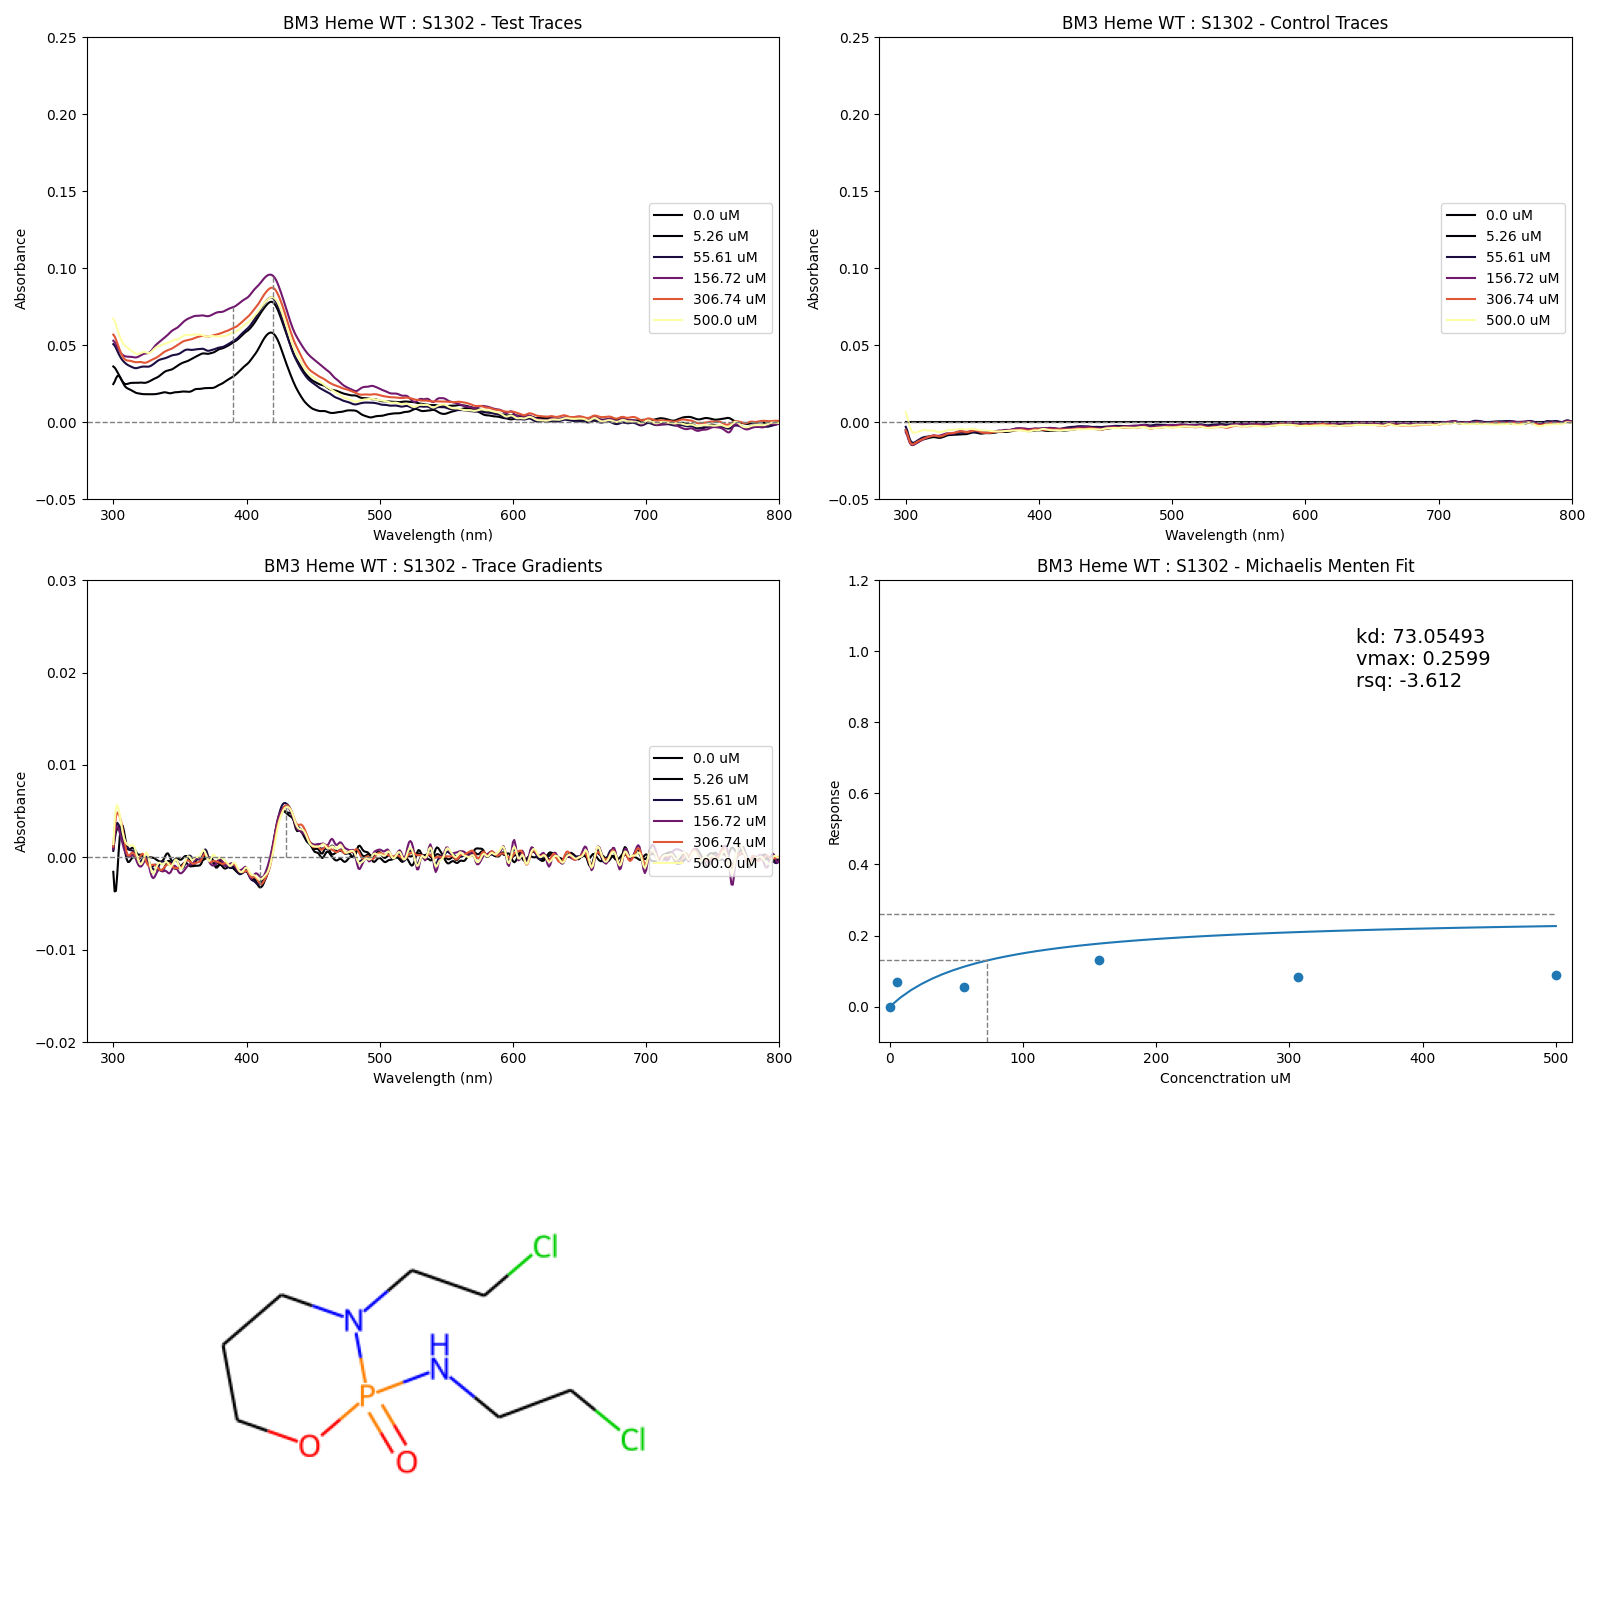 BM3 Heme WT : S1302 - Test Traces
0.25
0.20
0.15
0.10
0.05
0.00
−0.05
Absorbance
300
400
500
600
700
800
Wavelength (nm)
0.0 uM
5.26 uM
55.61 uM
156.72 uM
306.74 uM
500.0 uM
BM3 Heme WT : S1302 - Control Traces
0.25
0.20
0.15
0.10
0.05
0.00
−0.05
Absorbance
300
400
500
600
700
800
Wavelength (nm)
0.0 uM
5.26 uM
55.61 uM
156.72 uM
306.74 uM
500.0 uM
BM3 Heme WT : S1302 - Trace Gradients
0.03
0.02
0.01
0.00
−0.01
−0.02
Absorbance
300
400
500
600
700
800
Wavelength (nm)
0.0 uM
5.26 uM
55.61 uM
156.72 uM
306.74 uM
500.0 uM
BM3 Heme WT : S1302 - Michaelis Menten Fit
1.2
1.0
0.8
0.6
0.4
0.2
0.0
Response
kd: 73.05493
vmax: 0.2599
rsq: -3.612
0
100
200
300
400
500
Concenctration uM
Cl
N
H
N
P
O
O
Cl